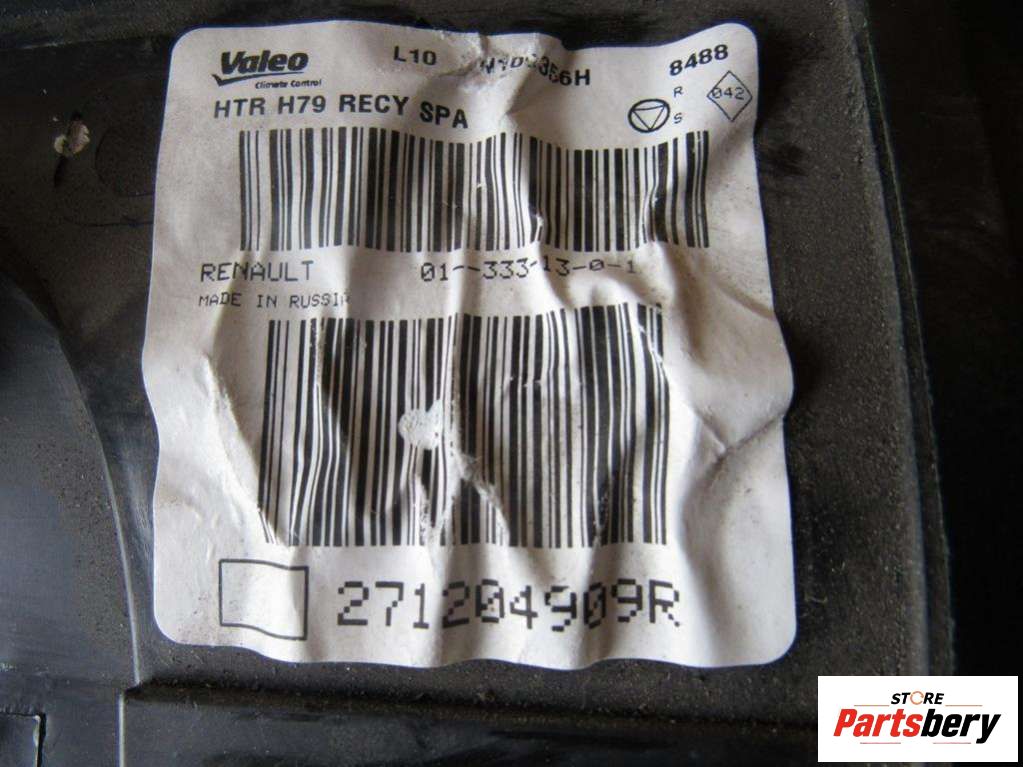 Valeo L10 8488
Climate Control
HTR H79 RECY SPA
R
S
042
RENAULT 01--333-13-0-1
MADE IN RUSSIA
271204909R
STORE
Partsbery